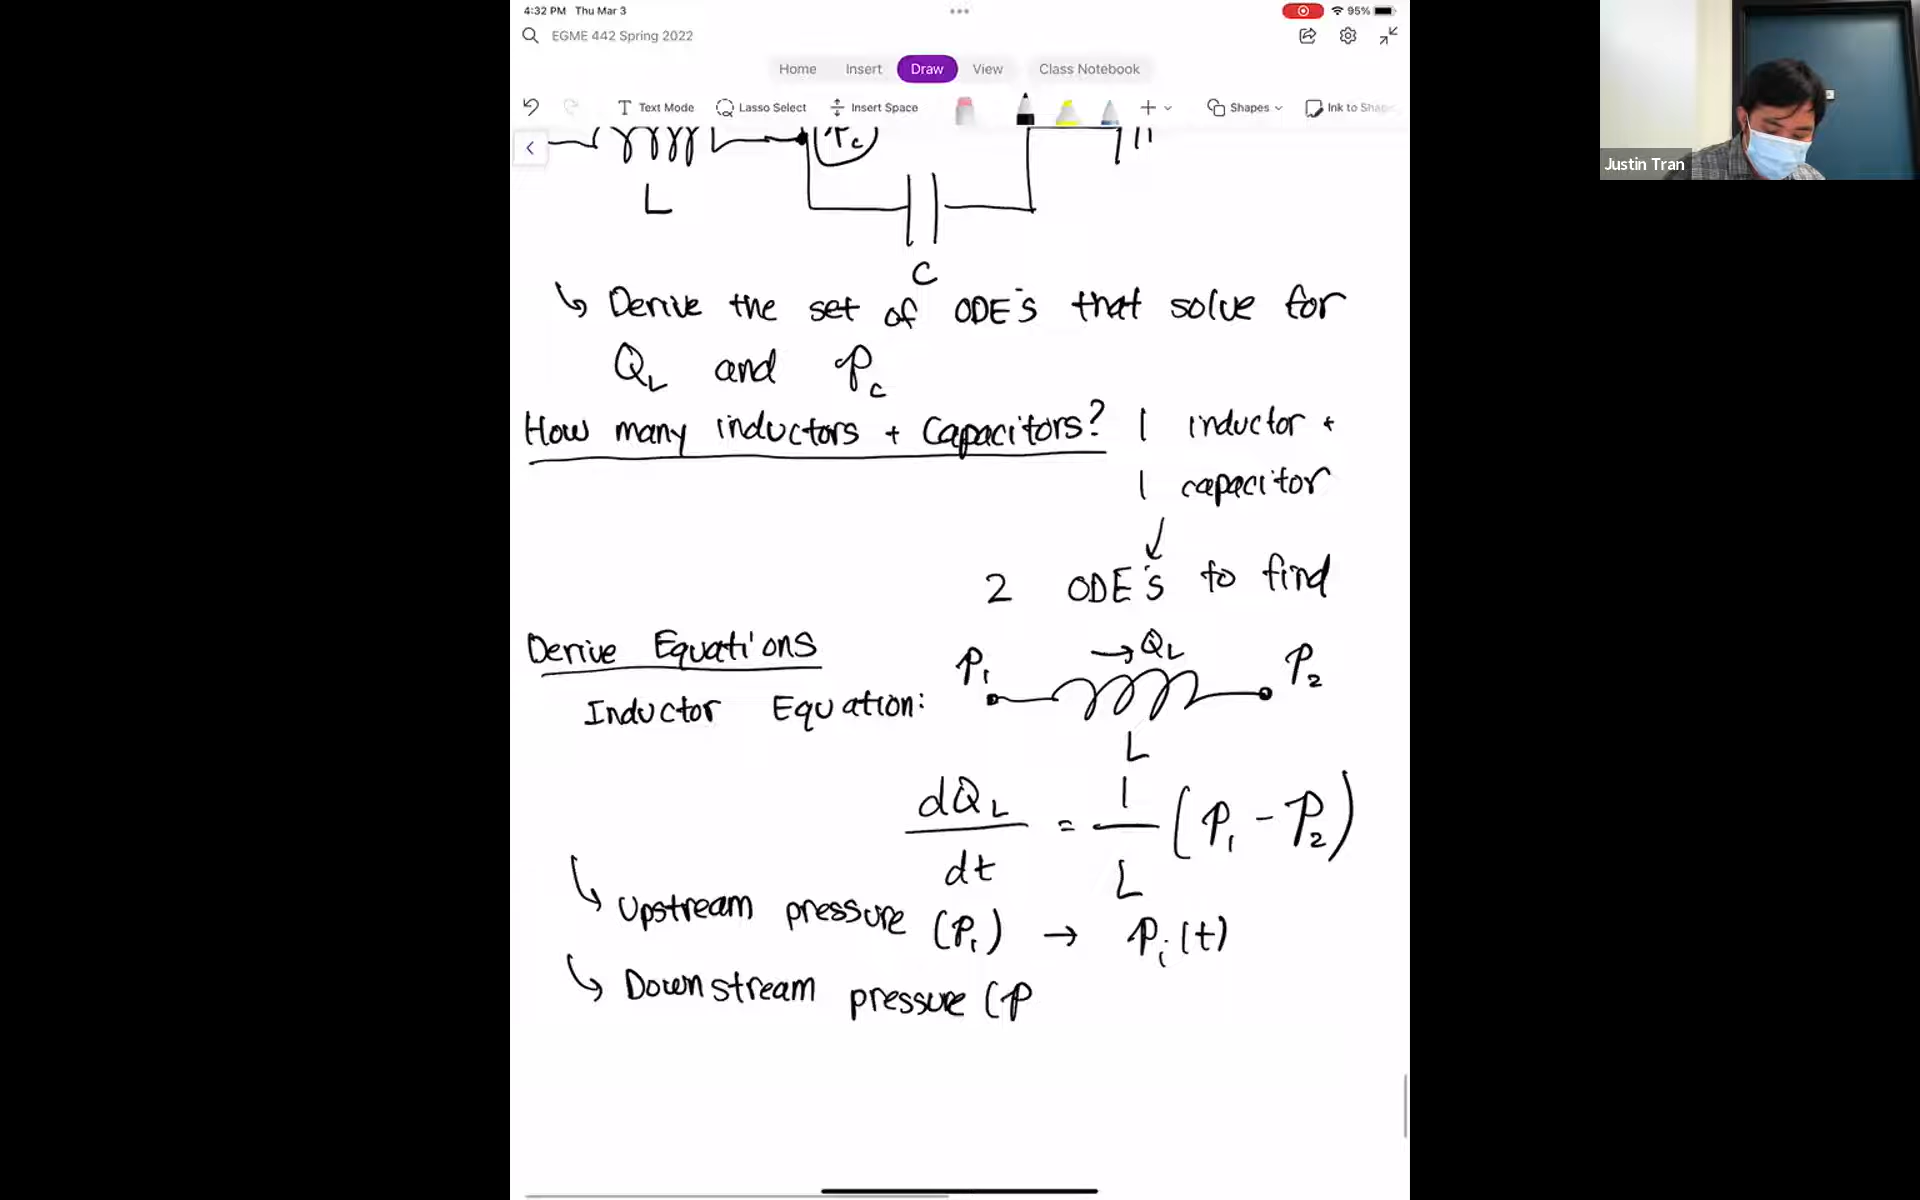 4:32 PM Thu Mar 3
95%
EGME 442 Spring 2022
Home Insert Draw View Class Notebook
Text Mode Lasso Select Insert Space Shapes Ink to Shap
Justin Tran
Pc
L
C
↳ Derive the set of ODE's that solve for
QL and Pc
How many inductors + Capacitors? 1 inductor +
1 capacitor
↓
2 ODE's to find
Derive Equations P1 → QL P2
Inductor Equation:
L
dQL/dt = 1/L (P1 - P2)
↳ Upstream pressure (P1) → Pi(t)
↳ Downstream pressure (P